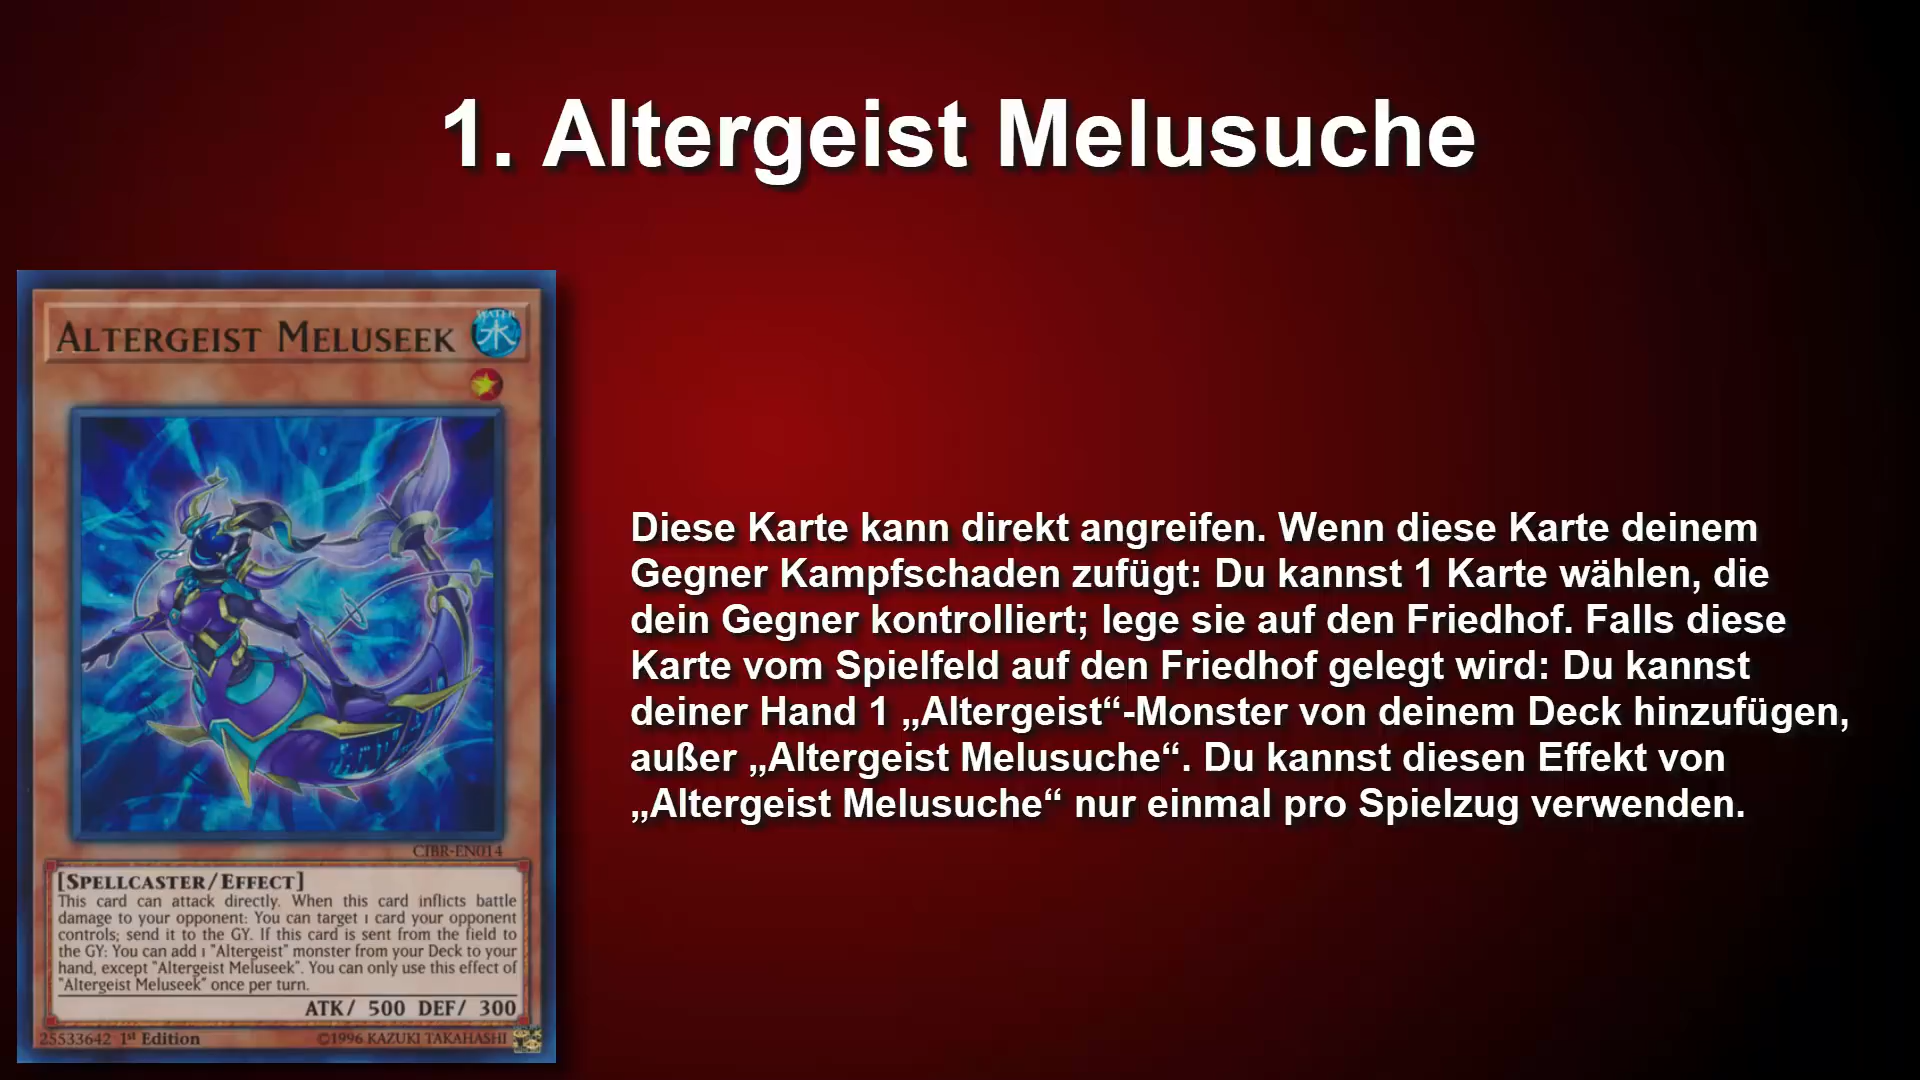 1. Altergeist Melusuche
ALTERGEIST MELUSEEK
WATER
水
Diese Karte kann direkt angreifen. Wenn diese Karte deinem
Gegner Kampfschaden zufügt: Du kannst 1 Karte wählen, die
dein Gegner kontrolliert; lege sie auf den Friedhof. Falls diese
Karte vom Spielfeld auf den Friedhof gelegt wird: Du kannst
deiner Hand 1 „Altergeist“-Monster von deinem Deck hinzufügen,
außer „Altergeist Melusuche“. Du kannst diesen Effekt von
„Altergeist Melusuche“ nur einmal pro Spielzug verwenden.
CIBR-EN014
[SPELLCASTER/EFFECT]
This card can attack directly. When this card inflicts battle
damage to your opponent: You can target 1 card your opponent
controls; send it to the GY. If this card is sent from the field to
the GY: You can add 1 "Altergeist" monster from your Deck to your
hand, except "Altergeist Meluseek". You can only use this effect of
"Altergeist Meluseek" once per turn.
ATK/ 500 DEF/ 300
25533642 1st Edition
©1996 KAZUKI TAKAHASHI